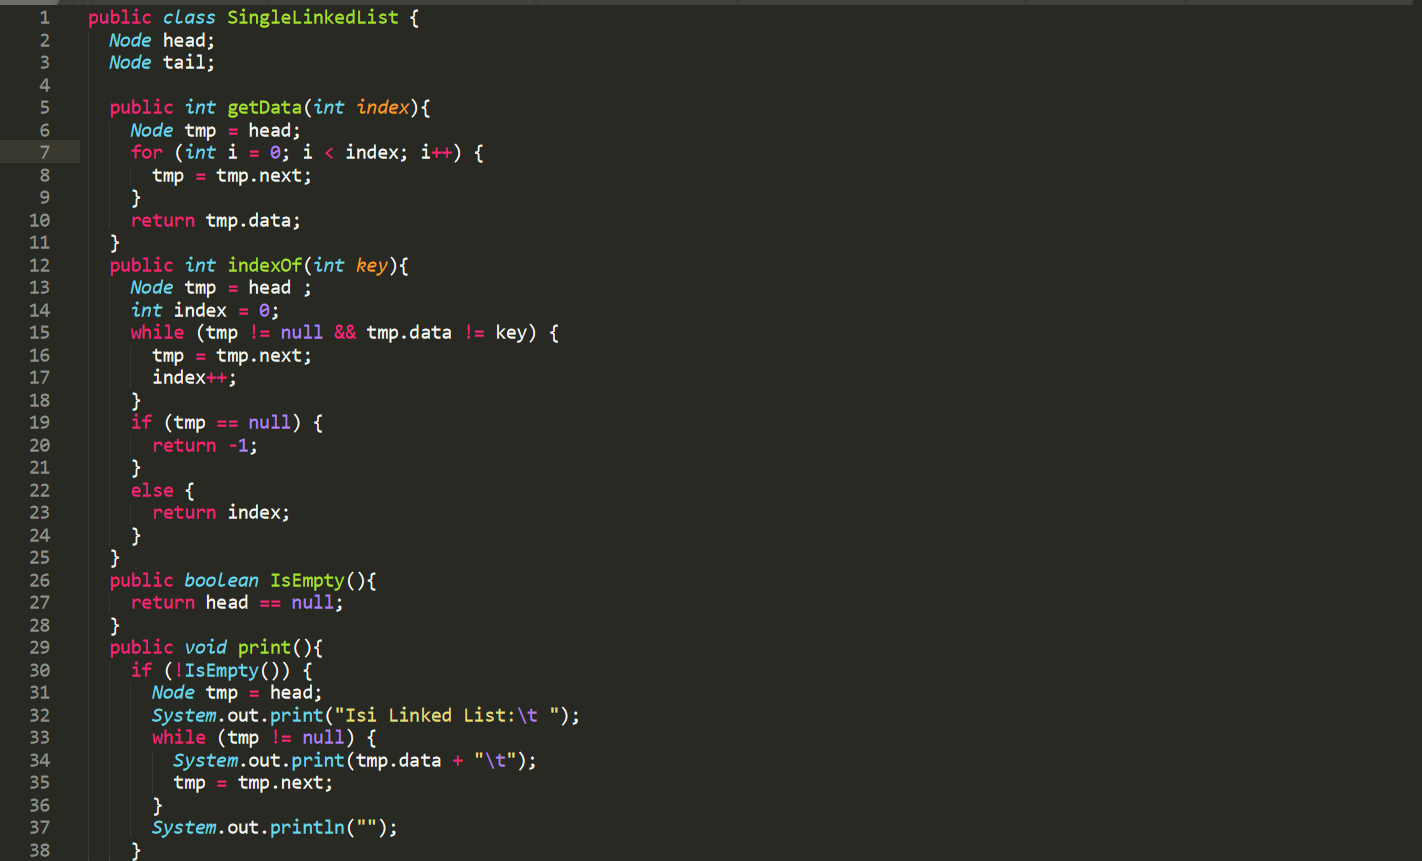 1 public class SingleLinkedList {
2 Node head;
3 Node tail;
4
5 public int getData(int index){
6 Node tmp = head;
7 for (int i = 0; i < index; i++) {
8 tmp = tmp.next;
9 }
10 return tmp.data;
11 }
12 public int indexOf(int key){
13 Node tmp = head ;
14 int index = 0;
15 while (tmp != null && tmp.data != key) {
16 tmp = tmp.next;
17 index++;
18 }
19 if (tmp == null) {
20 return -1;
21 }
22 else {
23 return index;
24 }
25 }
26 public boolean IsEmpty(){
27 return head == null;
28 }
29 public void print(){
30 if (!IsEmpty()) {
31 Node tmp = head;
32 System.out.print("Isi Linked List:\t ");
33 while (tmp != null) {
34 System.out.print(tmp.data + "\t");
35 tmp = tmp.next;
36 }
37 System.out.println("");
38 }